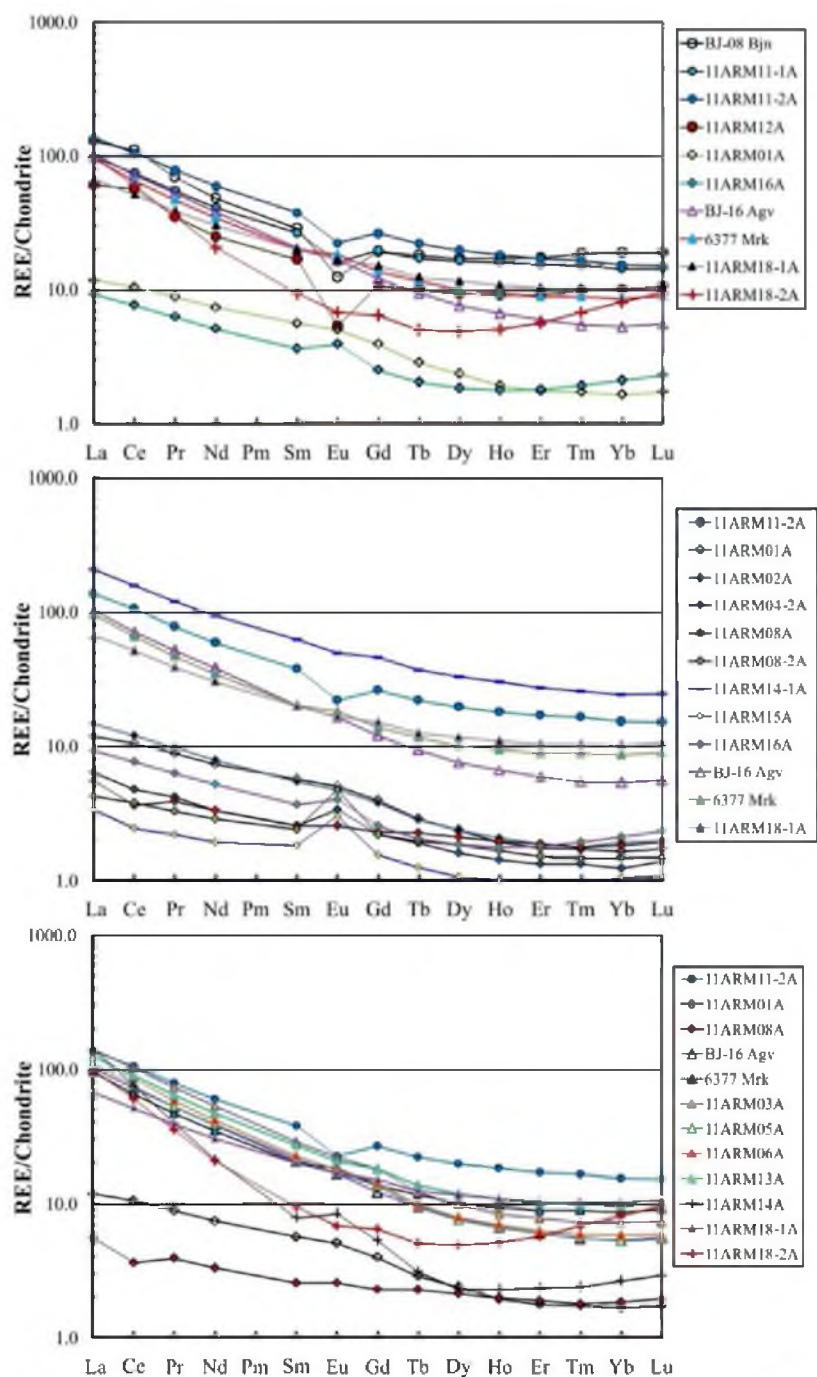 1000.0
100.0
10.0
1.0
REE/Chondrite
La Ce Pr Nd Pm Sm Eu Gd Tb Dy Ho Er Tm Yb Lu
BJ-08 Bjn
11ARM11-1A
11ARM11-2A
11ARM12A
11ARM01A
11ARM16A
BJ-16 Agv
6377 Mrk
11ARM18-1A
11ARM18-2A
1000.0
100.0
10.0
1.0
REE/Chondrite
La Ce Pr Nd Pm Sm Eu Gd Tb Dy Ho Er Tm Yb Lu
11ARM11-2A
11ARM01A
11ARM02A
11ARM04-2A
11ARM08A
11ARM08-2A
11ARM14-1A
11ARM15A
11ARM16A
BJ-16 Agv
6377 Mrk
11ARM18-1A
1000.0
100.0
10.0
1.0
REE/Chondrite
La Ce Pr Nd Pm Sm Eu Gd Tb Dy Ho Er Tm Yb Lu
11ARM11-2A
11ARM01A
11ARM08A
BJ-16 Agv
6377 Mrk
11ARM03A
11ARM05A
11ARM06A
11ARM13A
11ARM14A
11ARM18-1A
11ARM18-2A